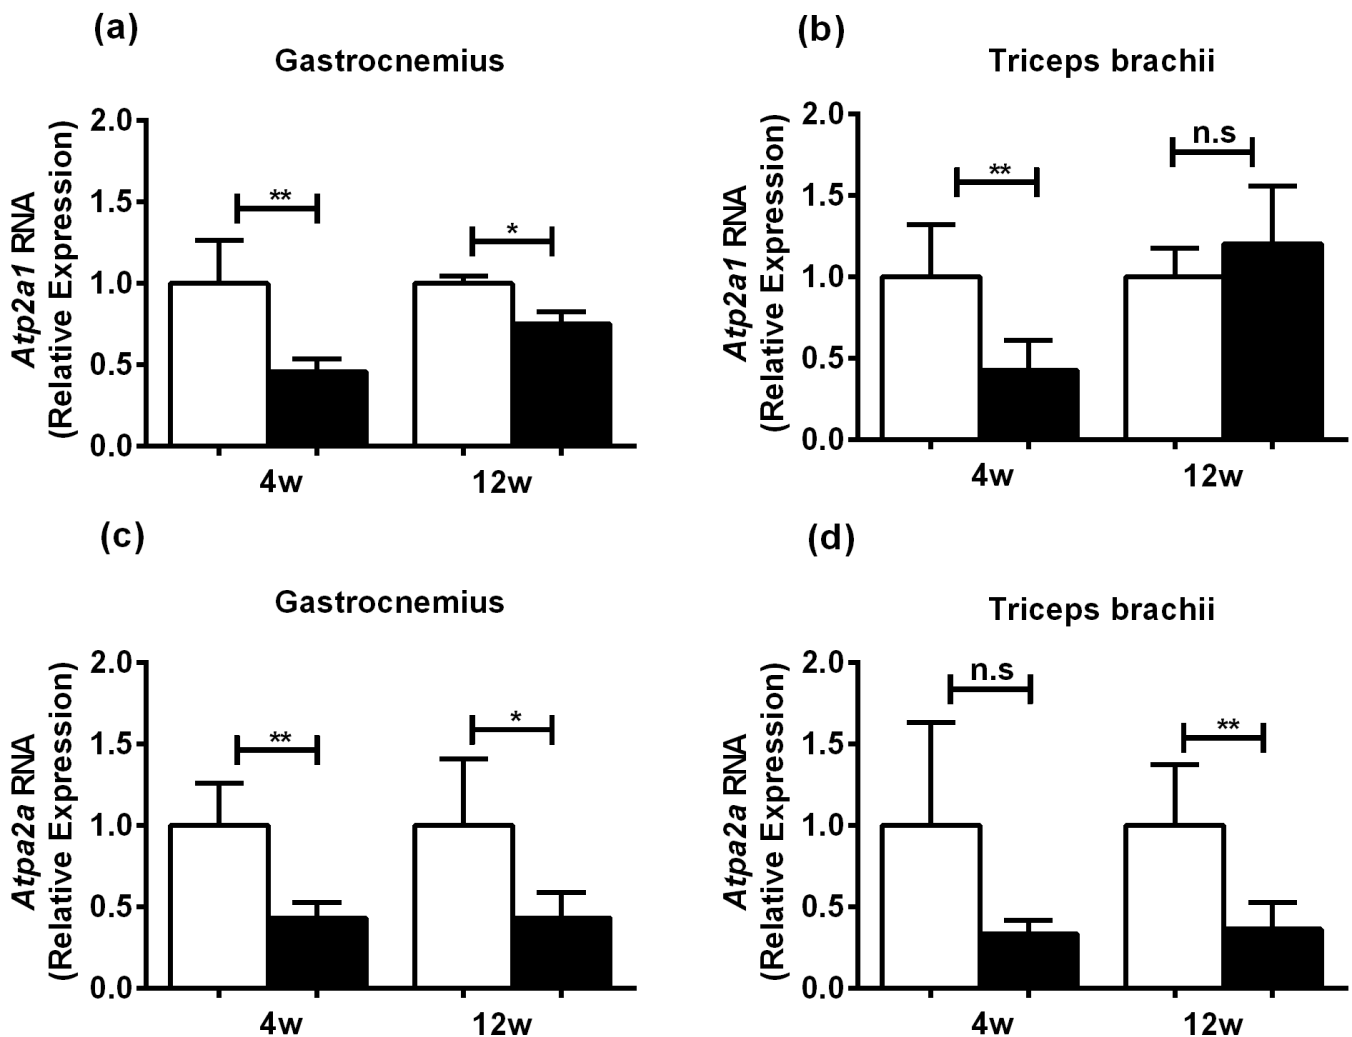 (a)
Gastrocnemius
Atp2a1 RNA
(Relative Expression)
2.0
1.5
1.0
0.5
0.0
**
*
4w
12w
(b)
Triceps brachii
Atp2a1 RNA
(Relative Expression)
2.0
1.5
1.0
0.5
0.0
**
n.s
4w
12w
(c)
Gastrocnemius
Atpa2a RNA
(Relative Expression)
2.0
1.5
1.0
0.5
0.0
**
*
4w
12w
(d)
Triceps brachii
Atpa2a RNA
(Relative Expression)
2.0
1.5
1.0
0.5
0.0
n.s
**
4w
12w